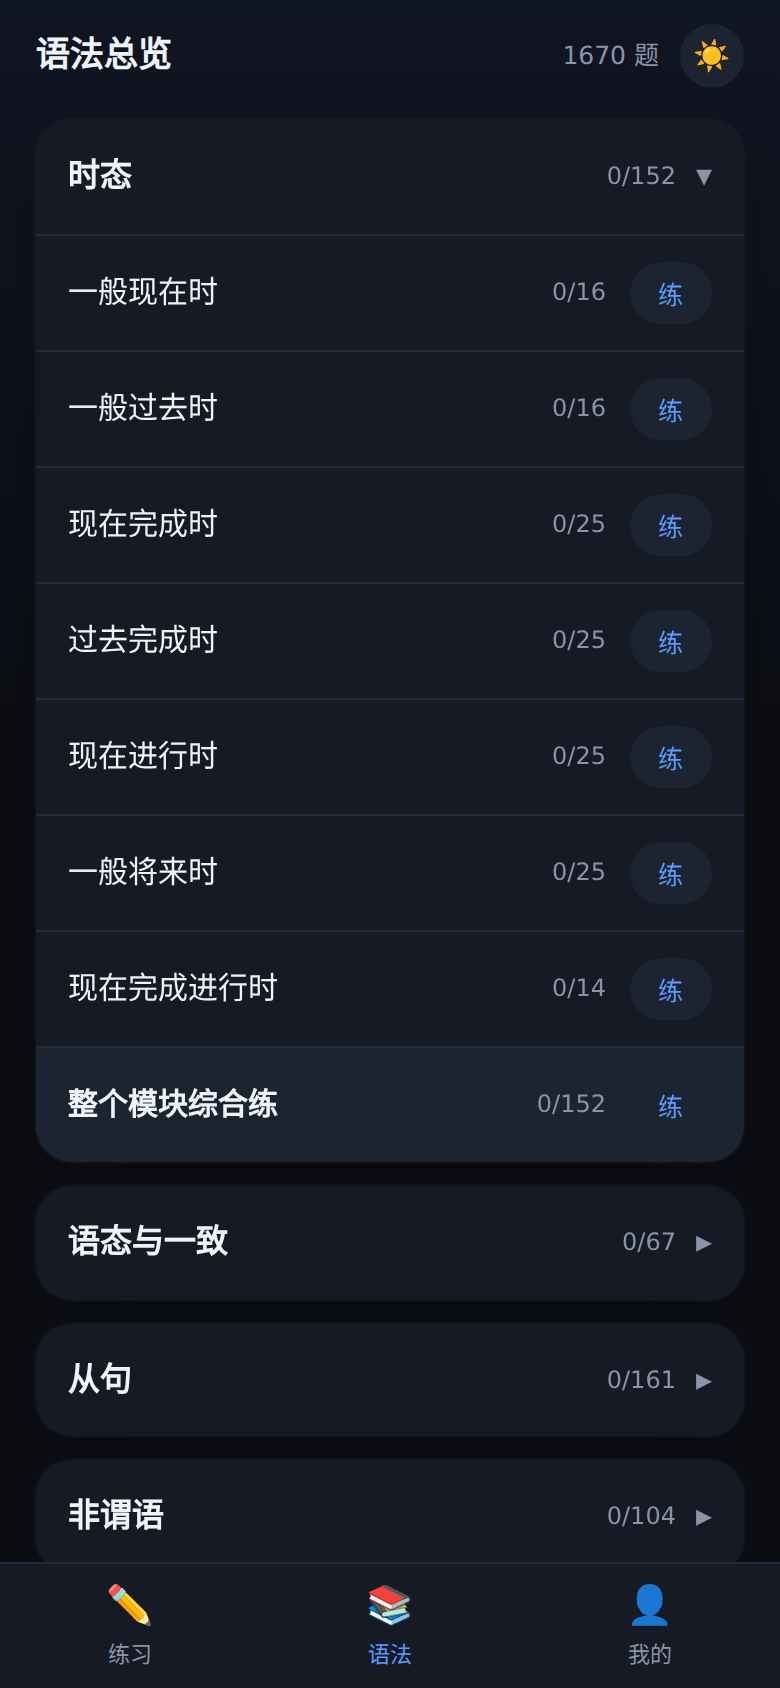 语法总览 1670 题
时态 0/152 ▼
一般现在时 0/16 练
一般过去时 0/16 练
现在完成时 0/25 练
过去完成时 0/25 练
现在进行时 0/25 练
一般将来时 0/25 练
现在完成进行时 0/14 练
整个模块综合练 0/152 练
语态与一致 0/67 ▶
从句 0/161 ▶
非谓语 0/104 ▶
练习 语法 我的